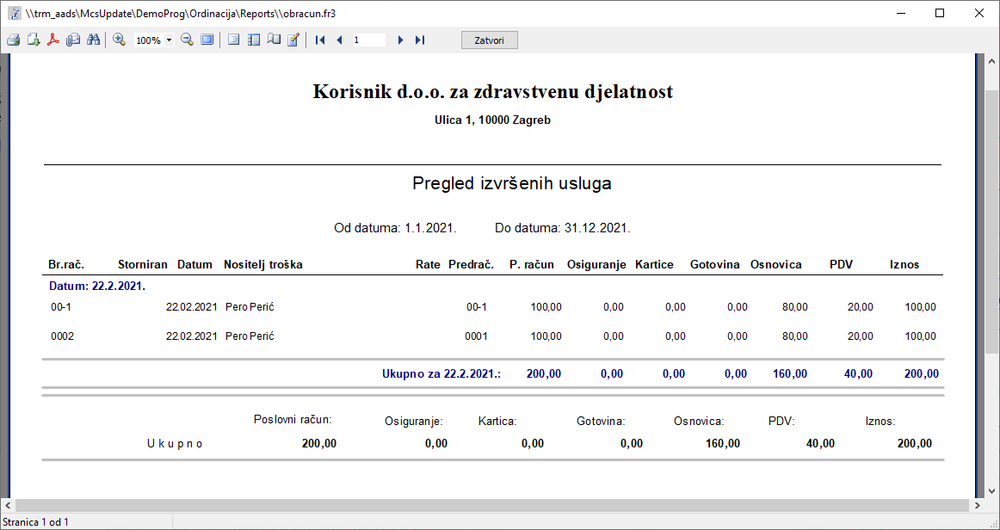 \\trm_aads\McsUpdate\DemoProg\Ordinacija\Reports\\obracun.fr3
100% 1 Zatvori
Korisnik d.o.o. za zdravstvenu djelatnost
Ulica 1, 10000 Zagreb
Pregled izvršenih usluga
Od datuma: 1.1.2021. Do datuma: 31.12.2021.
Br.rač. Storniran Datum Nositelj troška Rate Predrač. P. račun Osiguranje Kartice Gotovina Osnovica PDV Iznos
Datum: 22.2.2021.
00-1 22.02.2021 Pero Perić 00-1 100,00 0,00 0,00 0,00 80,00 20,00 100,00
0002 22.02.2021 Pero Perić 0001 100,00 0,00 0,00 0,00 80,00 20,00 100,00
Ukupno za 22.2.2021.: 200,00 0,00 0,00 0,00 160,00 40,00 200,00
Poslovni račun: Osiguranje: Kartica: Gotovina: Osnovica: PDV: Iznos:
U k u p n o 200,00 0,00 0,00 0,00 160,00 40,00 200,00
Stranica 1 od 1